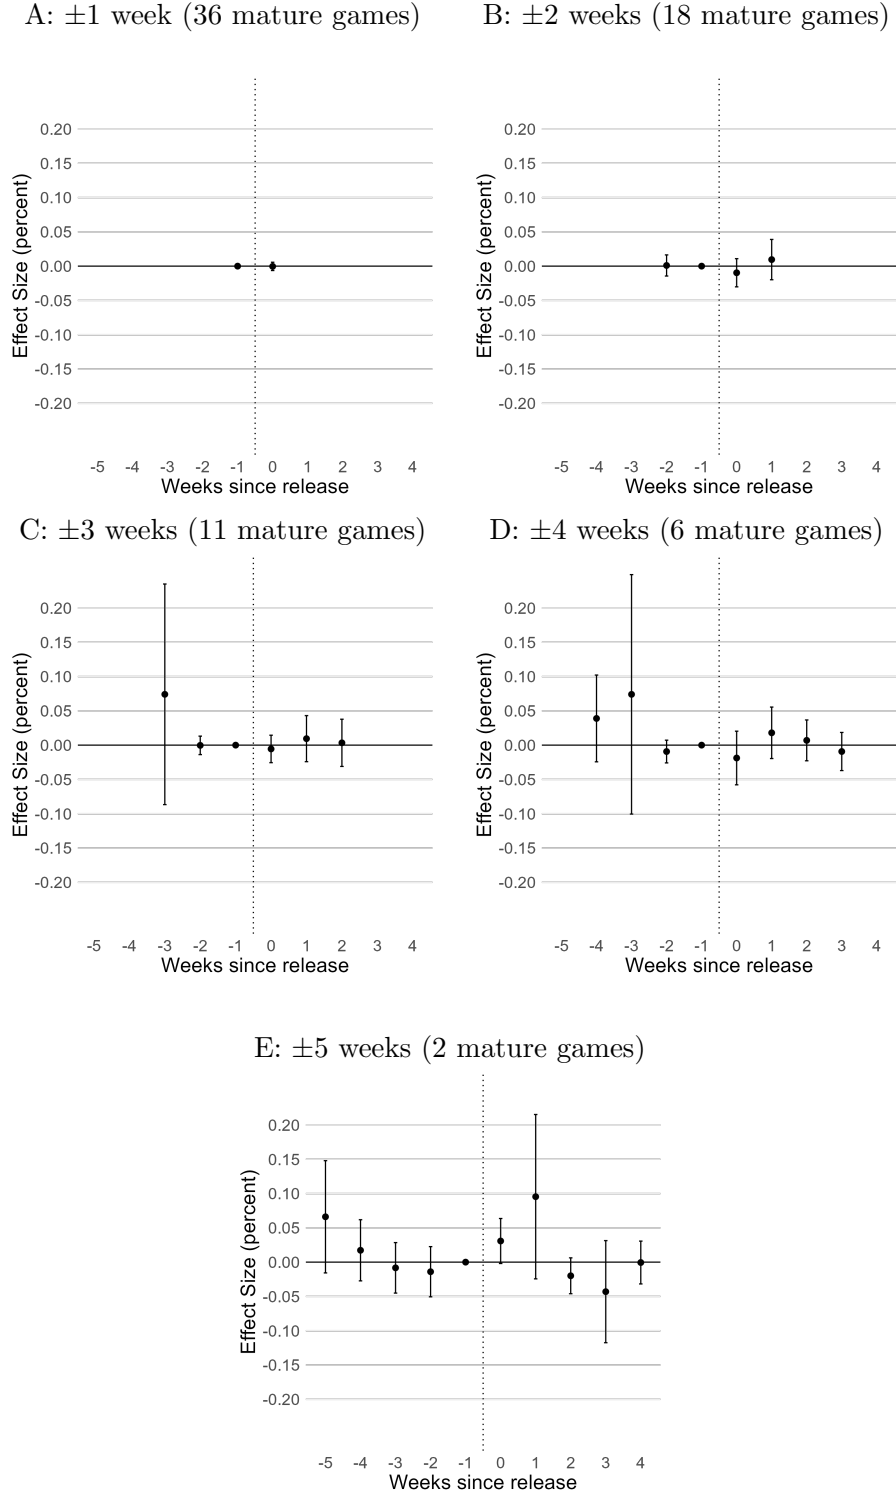 A: ±1 week (36 mature games)
0.20
0.15
0.10
0.05
0.00
-0.05
-0.10
-0.15
-0.20
Effect Size (percent)
-5 -4 -3 -2 -1 0 1 2 3 4
Weeks since release
B: ±2 weeks (18 mature games)
0.20
0.15
0.10
0.05
0.00
-0.05
-0.10
-0.15
-0.20
Effect Size (percent)
-5 -4 -3 -2 -1 0 1 2 3 4
Weeks since release
C: ±3 weeks (11 mature games)
0.20
0.15
0.10
0.05
0.00
-0.05
-0.10
-0.15
-0.20
Effect Size (percent)
-5 -4 -3 -2 -1 0 1 2 3 4
Weeks since release
D: ±4 weeks (6 mature games)
0.20
0.15
0.10
0.05
0.00
-0.05
-0.10
-0.15
-0.20
Effect Size (percent)
-5 -4 -3 -2 -1 0 1 2 3 4
Weeks since release
E: ±5 weeks (2 mature games)
0.20
0.15
0.10
0.05
0.00
-0.05
-0.10
-0.15
-0.20
Effect Size (percent)
-5 -4 -3 -2 -1 0 1 2 3 4
Weeks since release